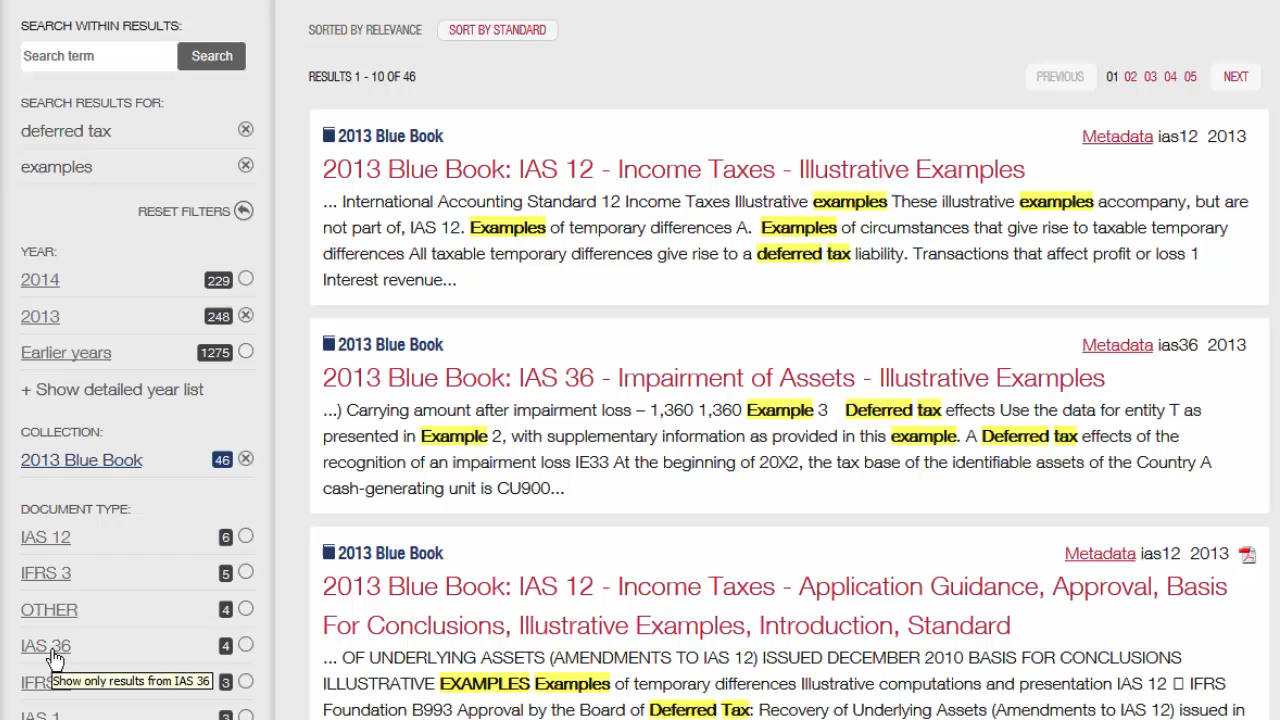 SEARCH WITHIN RESULTS:
Search term
Search
SEARCH RESULTS FOR:
deferred tax
examples
RESET FILTERS
YEAR:
2014 229
2013 248
Earlier years 1275
+ Show detailed year list
COLLECTION:
2013 Blue Book 46
DOCUMENT TYPE:
IAS 12 6
IFRS 3 5
OTHER 4
IAS 36 4
Show only results from IAS 36
3
IAS 1 3
SORTED BY RELEVANCE SORT BY STANDARD
RESULTS 1 - 10 OF 46
PREVIOUS 01 02 03 04 05 NEXT
2013 Blue Book
Metadata ias12 2013
2013 Blue Book: IAS 12 - Income Taxes - Illustrative Examples
... International Accounting Standard 12 Income Taxes Illustrative examples These illustrative examples accompany, but are
not part of, IAS 12. Examples of temporary differences A. Examples of circumstances that give rise to taxable temporary
differences All taxable temporary differences give rise to a deferred tax liability. Transactions that affect profit or loss 1
Interest revenue...
2013 Blue Book
Metadata ias36 2013
2013 Blue Book: IAS 36 - Impairment of Assets - Illustrative Examples
...) Carrying amount after impairment loss – 1,360 1,360 Example 3 Deferred tax effects Use the data for entity T as
presented in Example 2, with supplementary information as provided in this example. A Deferred tax effects of the
recognition of an impairment loss IE33 At the beginning of 20X2, the tax base of the identifiable assets of the Country A
cash-generating unit is CU900...
2013 Blue Book
Metadata ias12 2013
2013 Blue Book: IAS 12 - Income Taxes - Application Guidance, Approval, Basis
For Conclusions, Illustrative Examples, Introduction, Standard
... OF UNDERLYING ASSETS (AMENDMENTS TO IAS 12) ISSUED DECEMBER 2010 BASIS FOR CONCLUSIONS
ILLUSTRATIVE EXAMPLES Examples of temporary differences Illustrative computations and presentation IAS 12 IFRS
Foundation B993 Approval by the Board of Deferred Tax: Recovery of Underlying Assets (Amendments to IAS 12) issued in